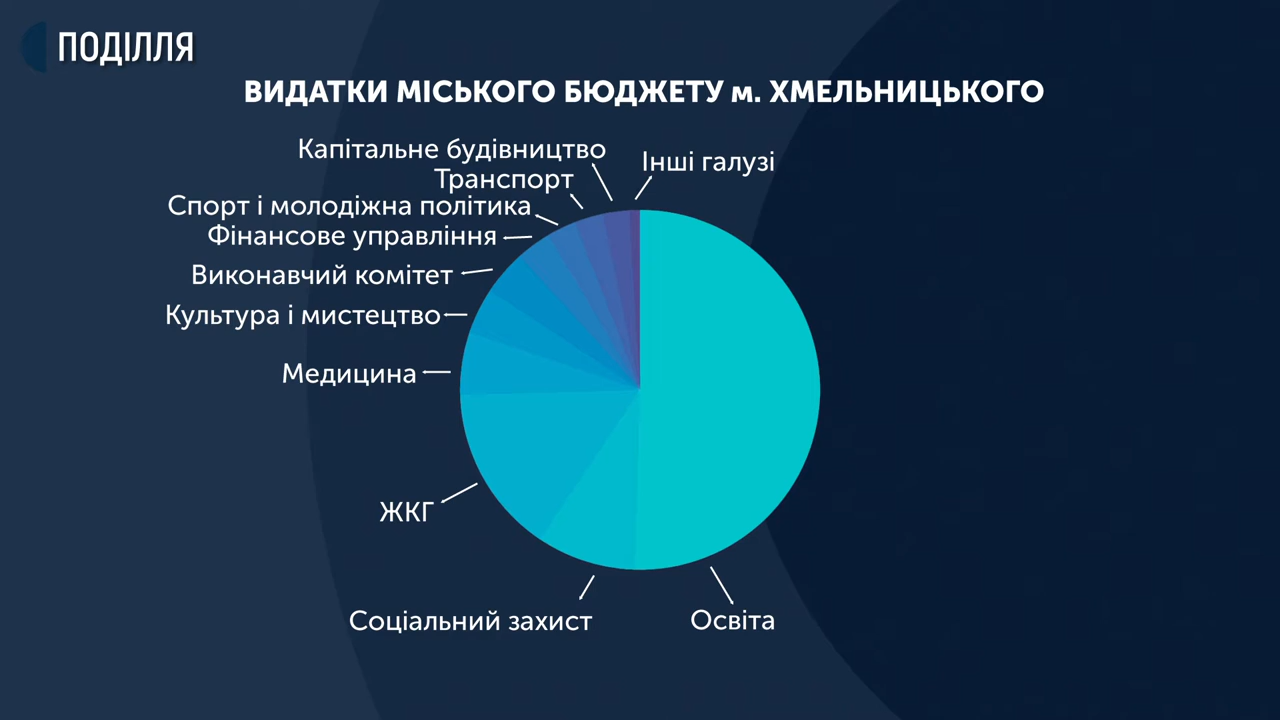 ПОДІЛЛЯ
ВИДАТКИ МІСЬКОГО БЮДЖЕТУ м. ХМЕЛЬНИЦЬКОГО
Капітальне будівництво
Інші галузі
Транспорт
Спорт і молодіжна політика
Фінансове управління
Виконавчий комітет
Культура і мистецтво
Медицина
ЖКГ
Соціальний захист
Освіта